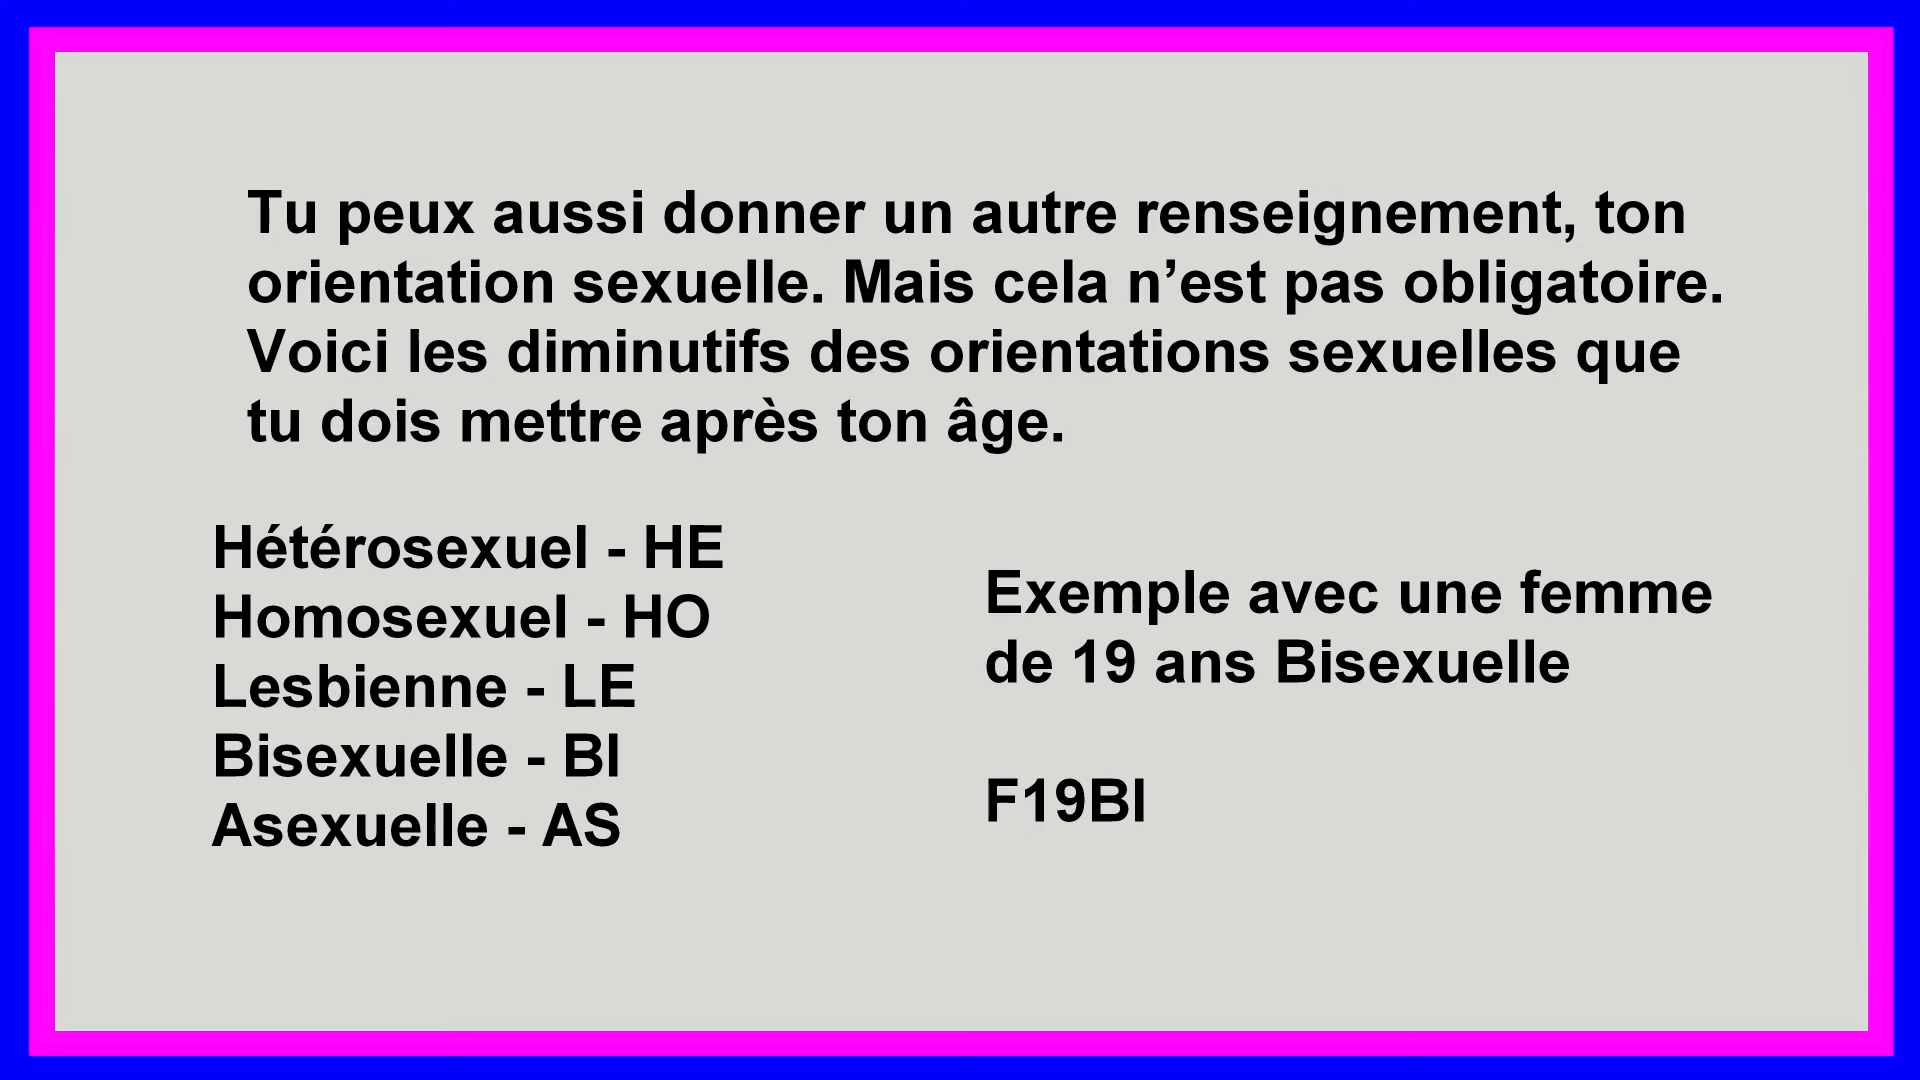 Tu peux aussi donner un autre renseignement, ton
orientation sexuelle. Mais cela n’est pas obligatoire.
Voici les diminutifs des orientations sexuelles que
tu dois mettre après ton âge.
Hétérosexuel - HE
Homosexuel - HO
Lesbienne - LE
Bisexuelle - BI
Asexuelle - AS
Exemple avec une femme
de 19 ans Bisexuelle
F19BI